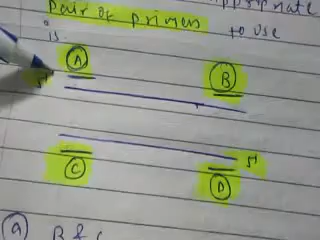 appropriate
Pair of primers to use
is
A
B
5'
5'
C
D
(a) B & C